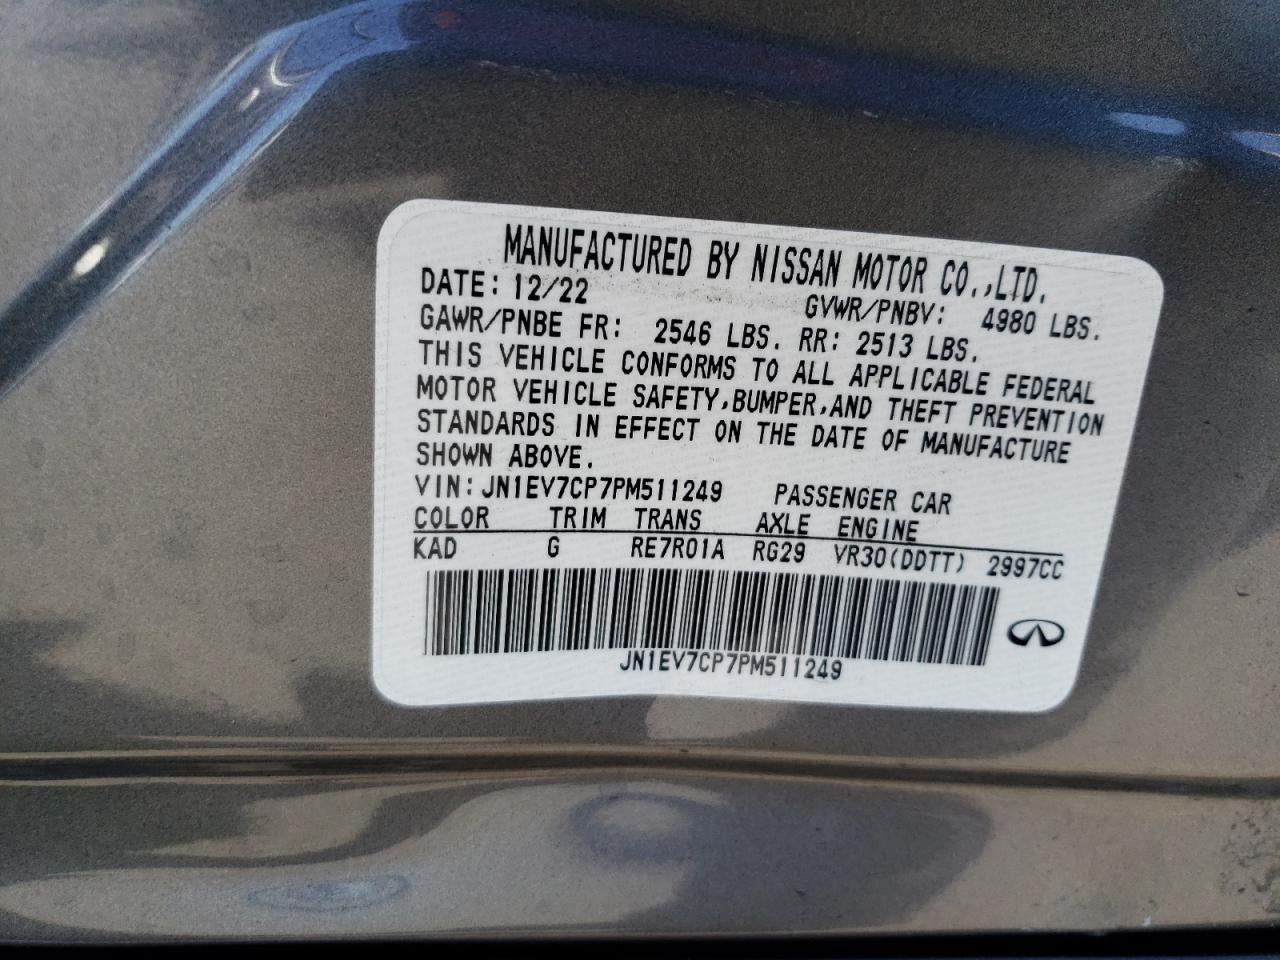 MANUFACTURED BY NISSAN MOTOR CO.,LTD.
DATE: 12/22 GVWR/PNBV: 4980 LBS.
GAWR/PNBE FR: 2546 LBS. RR: 2513 LBS.
THIS VEHICLE CONFORMS TO ALL APPLICABLE FEDERAL
MOTOR VEHICLE SAFETY,BUMPER,AND THEFT PREVENTION
STANDARDS IN EFFECT ON THE DATE OF MANUFACTURE
SHOWN ABOVE.
VIN: JN1EV7CP7PM511249 PASSENGER CAR
COLOR TRIM TRANS AXLE ENGINE
KAD G RE7R01A RG29 VR30(DDTT) 2997CC
JN1EV7CP7PM511249